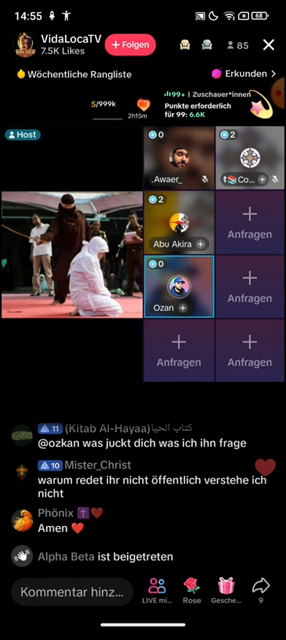 14:55
68
VidaLocaTV
7.5K Likes
+ Folgen
85
Wöchentliche Rangliste
Erkunden >
5/999k
2h15m
99+ | Zuschauer*innen
Punkte erforderlich
für 99: 6.6K
Host
0
.Awaer_
2
Co...
2
Abu Akira
Anfragen
0
Ozan
Anfragen
Anfragen
Anfragen
11 (Kitab Al-Hayaa) كتاب الحيا
@ozkan was juckt dich was ich ihn frage
10 Mister_Christ
warum redet ihr nicht öffentlich verstehe ich
nicht
Phönix
Amen
Alpha Beta ist beigetreten
Kommentar hinz...
LIVE mi...
Rose
Gesche...
9